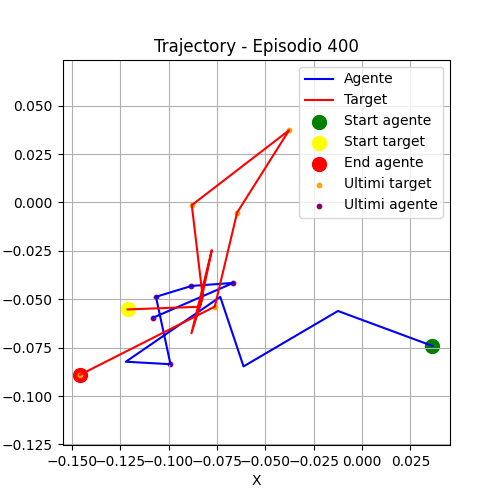 Trajectory - Episodio 400
Agente
Target
Start agente
Start target
End agente
Ultimi target
Ultimi agente
0.050
0.025
0.000
−0.025
−0.050
−0.075
−0.100
−0.125
−0.150 −0.125 −0.100 −0.075 −0.050 −0.025 0.000 0.025
X